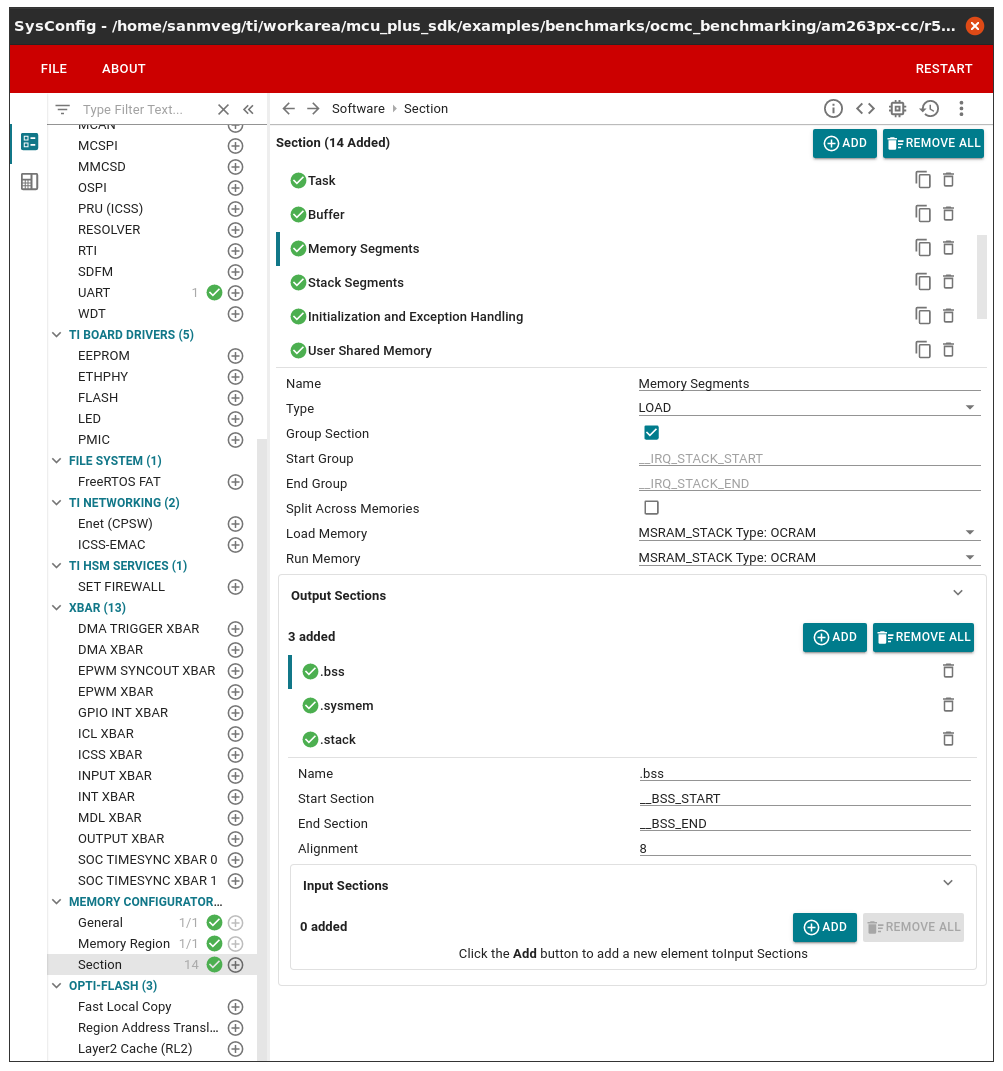 SysConfig - /home/sanmveg/ti/workarea/mcu_plus_sdk/examples/benchmarks/ocmc_benchmarking/am263px-cc/r5...
FILE ABOUT RESTART
Type Filter Text...
MCAN
MCSPI
MMCSD
OSPI
PRU (ICSS)
RESOLVER
RTI
SDFM
UART 1
WDT
TI BOARD DRIVERS (5)
EEPROM
ETHPHY
FLASH
LED
PMIC
FILE SYSTEM (1)
FreeRTOS FAT
TI NETWORKING (2)
Enet (CPSW)
ICSS-EMAC
TI HSM SERVICES (1)
SET FIREWALL
XBAR (13)
DMA TRIGGER XBAR
DMA XBAR
EPWM SYNCOUT XBAR
EPWM XBAR
GPIO INT XBAR
ICL XBAR
ICSS XBAR
INPUT XBAR
INT XBAR
MDL XBAR
OUTPUT XBAR
SOC TIMESYNC XBAR 0
SOC TIMESYNC XBAR 1
MEMORY CONFIGURATOR...
General 1/1
Memory Region 1/1
Section 14
OPTI-FLASH (3)
Fast Local Copy
Region Address Transl...
Layer2 Cache (RL2)
Software Section
Section (14 Added) ADD REMOVE ALL
Task
Buffer
Memory Segments
Stack Segments
Initialization and Exception Handling
User Shared Memory
Name Memory Segments
Type LOAD
Group Section
Start Group __IRQ_STACK_START
End Group __IRQ_STACK_END
Split Across Memories
Load Memory MSRAM_STACK Type: OCRAM
Run Memory MSRAM_STACK Type: OCRAM
Output Sections
3 added ADD REMOVE ALL
.bss
.sysmem
.stack
Name .bss
Start Section __BSS_START
End Section __BSS_END
Alignment 8
Input Sections
0 added ADD REMOVE ALL
Click the Add button to add a new element toInput Sections